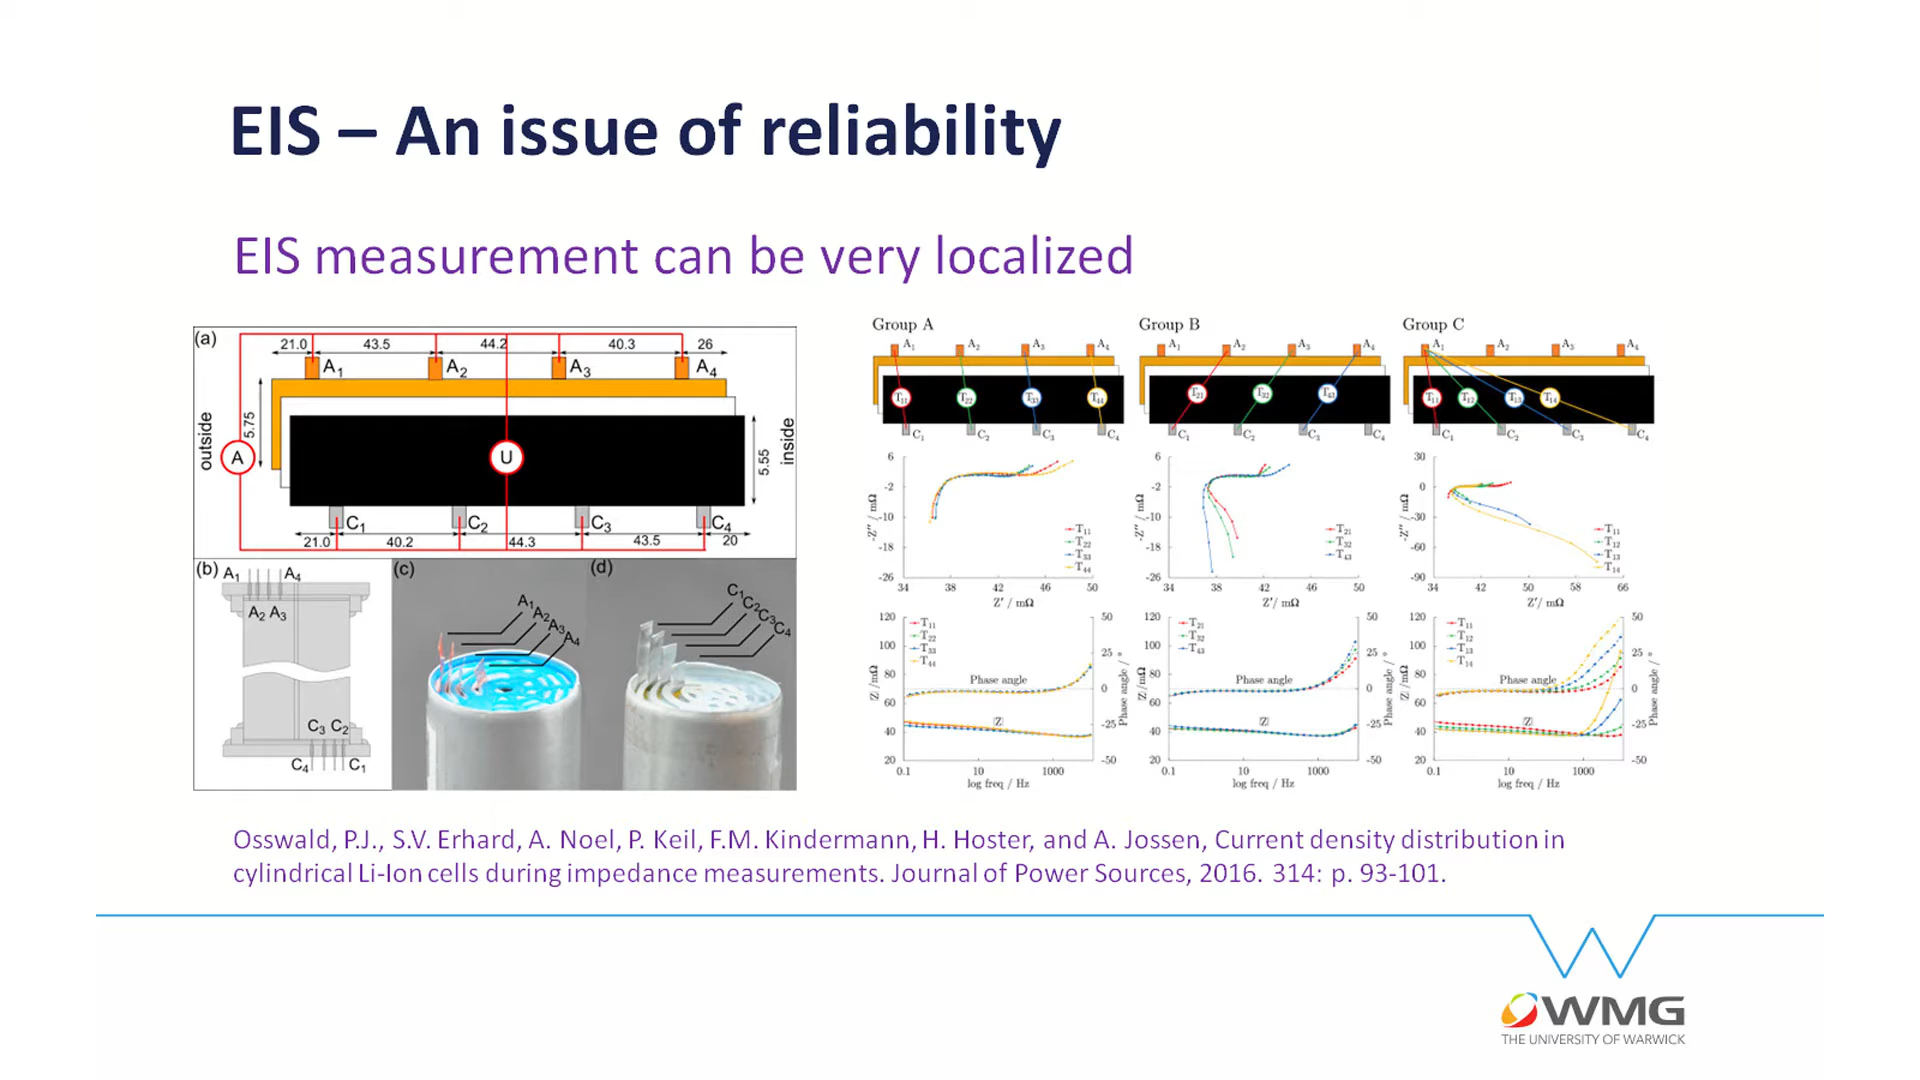 EIS – An issue of reliability
EIS measurement can be very localized
(a)
21.0 43.5 44.2 40.3 26
A1 A2 A3 A4
outside
5.75
A
U
5.55
inside
C1 C2 C3 C4
21.0 40.2 44.3 43.5 20
(b) A1 A4
A2 A3
C3 C2
C4 C1
(c)
A1 A2 A3 A4
(d)
C1 C2 C3 C4
Group A
A1 A2 A3 A4
T11 T22 T33 T44
C1 C2 C3 C4
6
-2
-10
-18
-26
-Z'' / mΩ
34 38 42 46 50
Z' / mΩ
T11
T22
T33
T44
120
100
80
60
40
20
|Z| / mΩ
T11
T22
T33
T44
Phase angle
|Z|
50
25
0
-25
-50
Phase angle / °
0.1 10 1000
log freq / Hz
Group B
A1 A2 A3 A4
T21 T32 T43
C1 C2 C3 C4
6
-2
-10
-18
-26
-Z'' / mΩ
34 38 42 46 50
Z' / mΩ
T21
T32
T43
120
100
80
60
40
20
|Z| / mΩ
T21
T32
T43
Phase angle
|Z|
50
25
0
-25
-50
Phase angle / °
0.1 10 1000
log freq / Hz
Group C
A1 A2 A3 A4
T11 T12 T13 T14
C1 C2 C3 C4
30
0
-30
-60
-90
-Z'' / mΩ
34 42 50 58 66
Z' / mΩ
T11
T12
T13
T14
120
100
80
60
40
20
|Z| / mΩ
T11
T12
T13
T14
Phase angle
|Z|
50
25
0
-25
-50
Phase angle / °
0.1 10 1000
log freq / Hz
Osswald, P.J., S.V. Erhard, A. Noel, P. Keil, F.M. Kindermann, H. Hoster, and A. Jossen, Current density distribution in
cylindrical Li-Ion cells during impedance measurements. Journal of Power Sources, 2016. 314: p. 93-101.
WMG
THE UNIVERSITY OF WARWICK